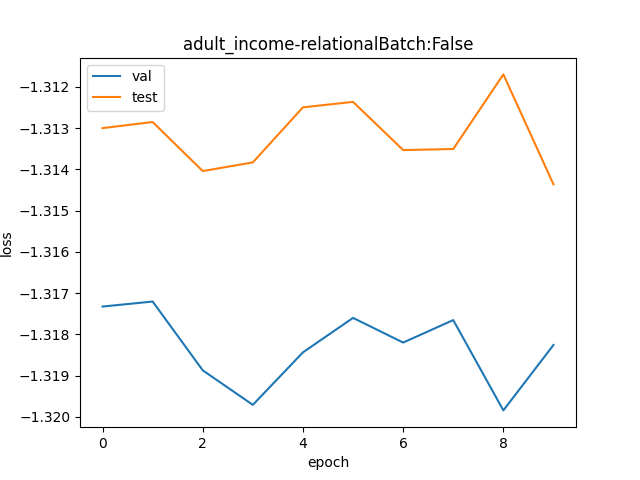 adult_income-relationalBatch:False
val
test
−1.312
−1.313
−1.314
−1.315
−1.316
−1.317
−1.318
−1.319
−1.320
loss
0 2 4 6 8
epoch